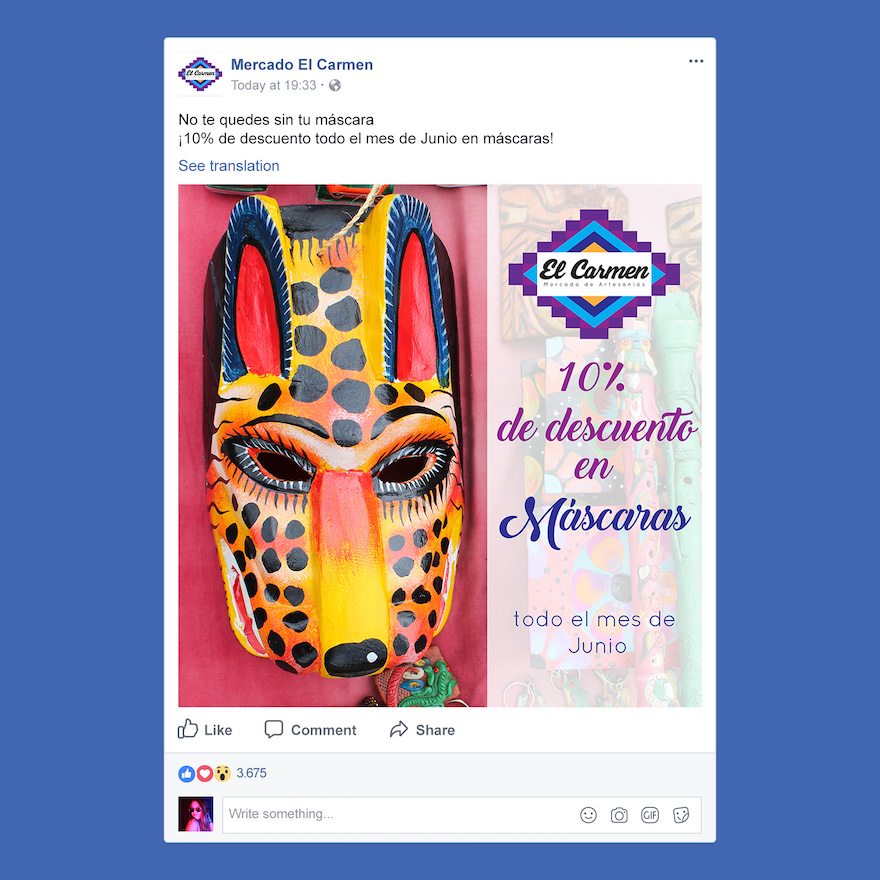 El Carmen
Mercado El Carmen
Today at 19:33 ·
No te quedes sin tu máscara
¡10% de descuento todo el mes de Junio en máscaras!
See translation
El Carmen
Mercado de Artesanías
10%
de descuento
en
Máscaras
todo el mes de
Junio
Like Comment Share
3.675
Write something...
GIF